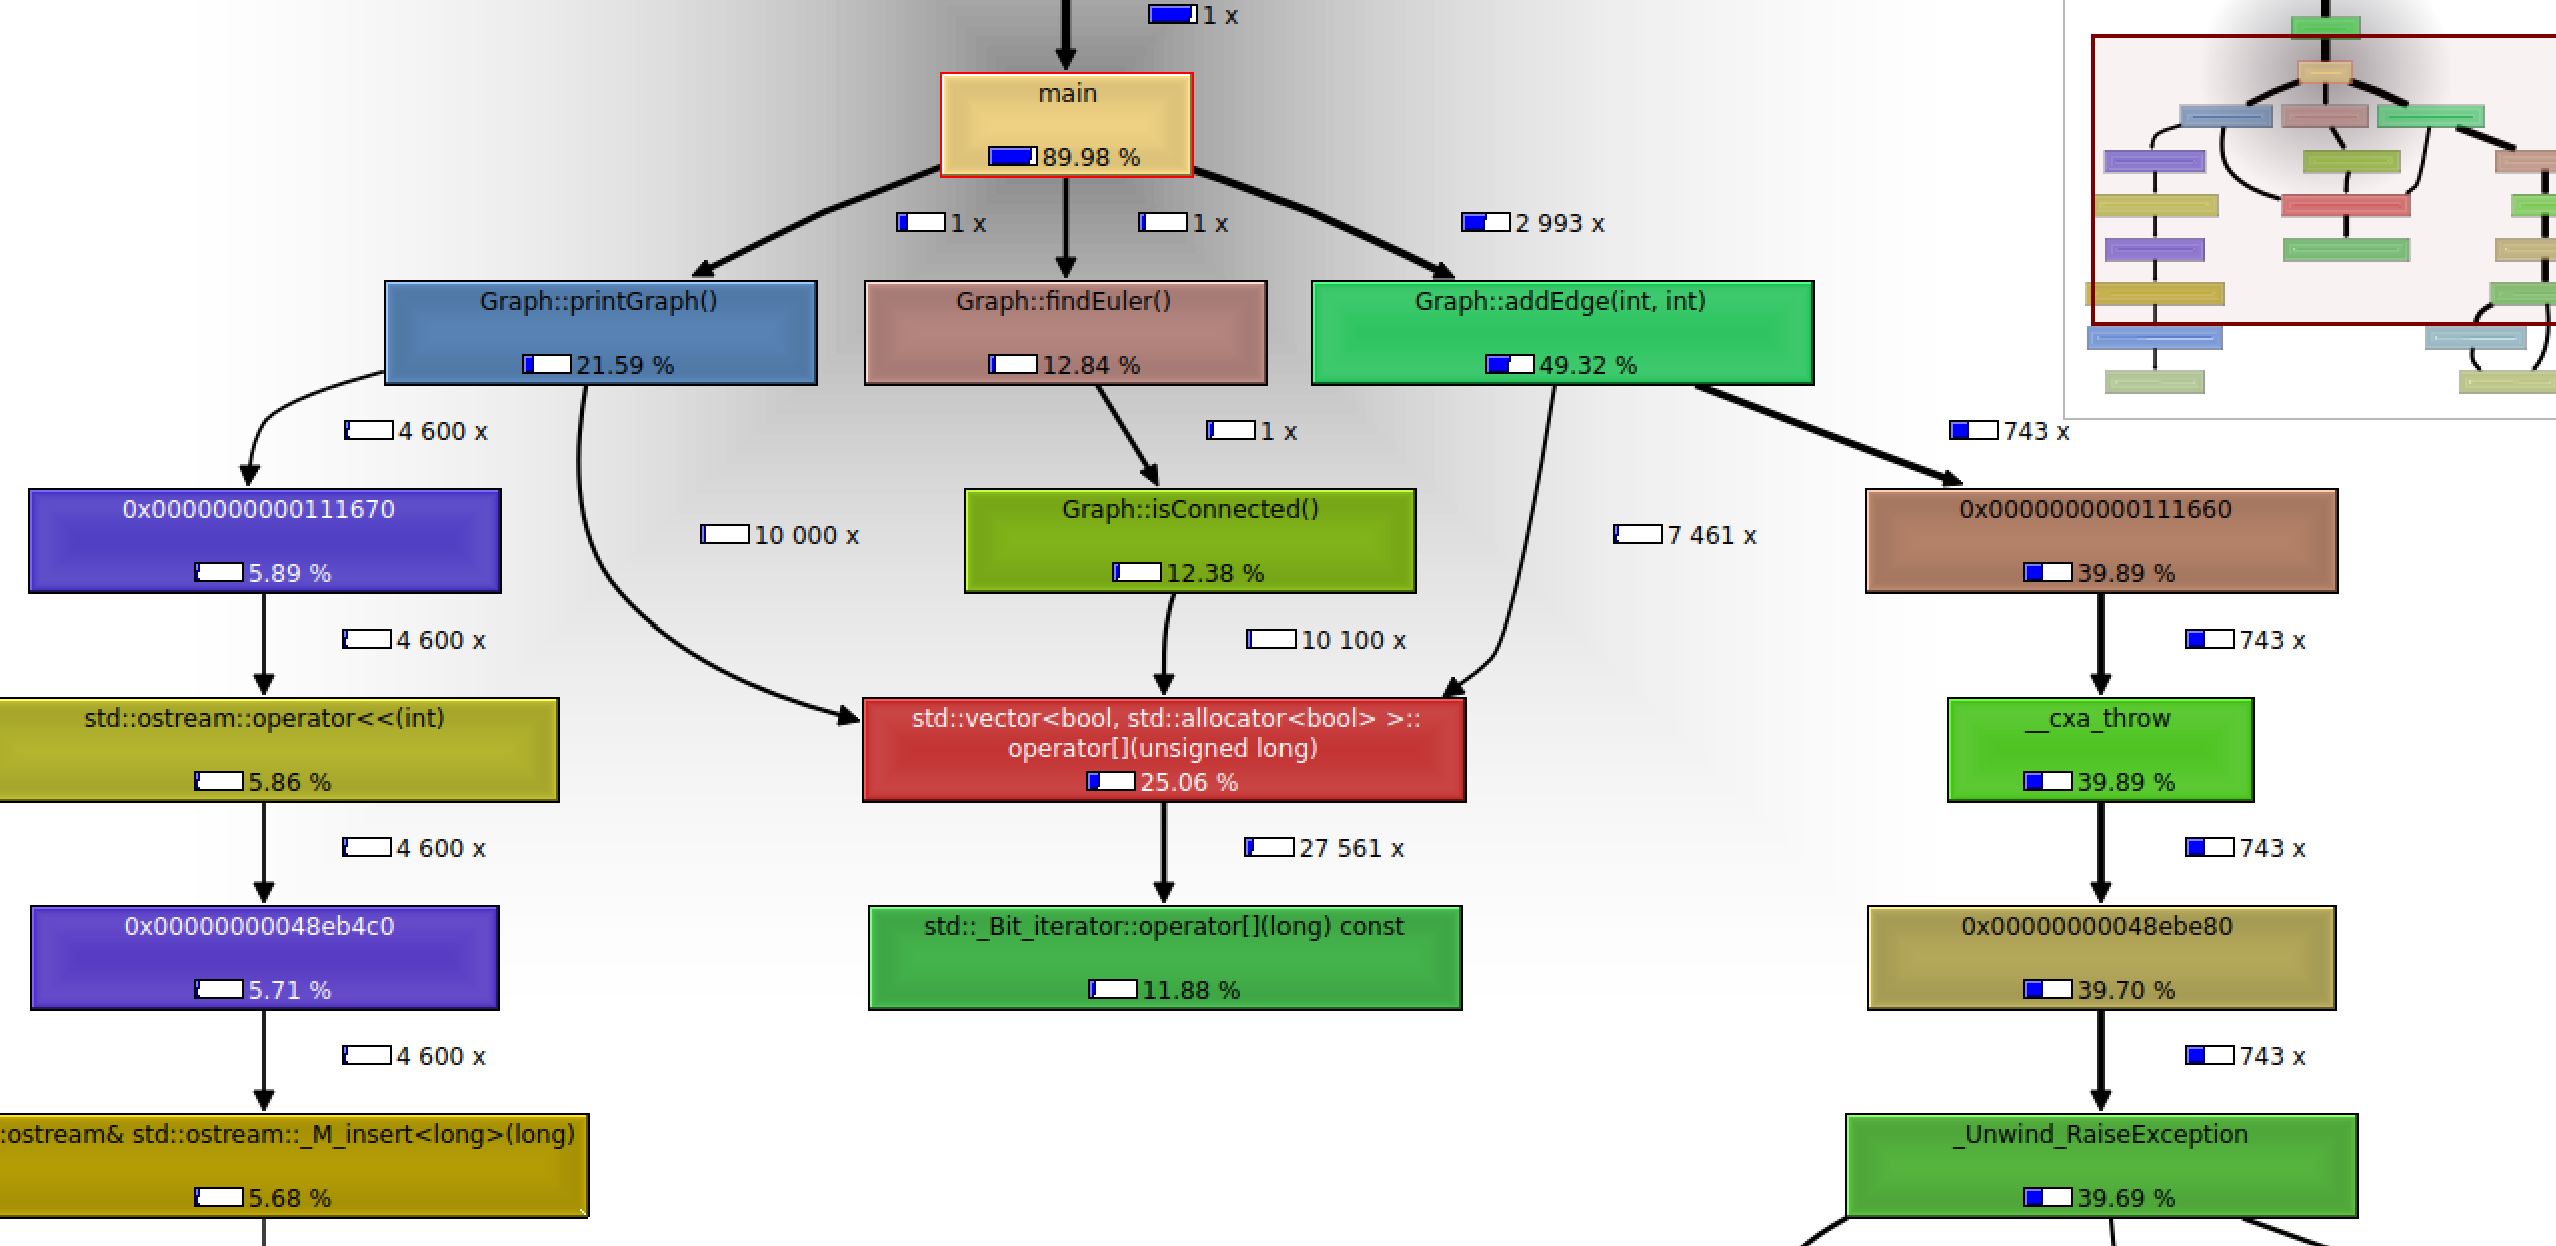 1 x
main
89.98 %
1 x
1 x
2 993 x
Graph::printGraph()
21.59 %
Graph::findEuler()
12.84 %
Graph::addEdge(int, int)
49.32 %
4 600 x
1 x
743 x
0x0000000000111670
5.89 %
10 000 x
Graph::isConnected()
12.38 %
7 461 x
0x0000000000111660
39.89 %
4 600 x
10 100 x
743 x
std::ostream::operator<<(int)
5.86 %
std::vector<bool, std::allocator<bool> >::
operator[](unsigned long)
25.06 %
__cxa_throw
39.89 %
4 600 x
27 561 x
743 x
0x00000000048eb4c0
5.71 %
std::_Bit_iterator::operator[](long) const
11.88 %
0x00000000048ebe80
39.70 %
4 600 x
743 x
:ostream& std::ostream::_M_insert<long>(long)
5.68 %
_Unwind_RaiseException
39.69 %